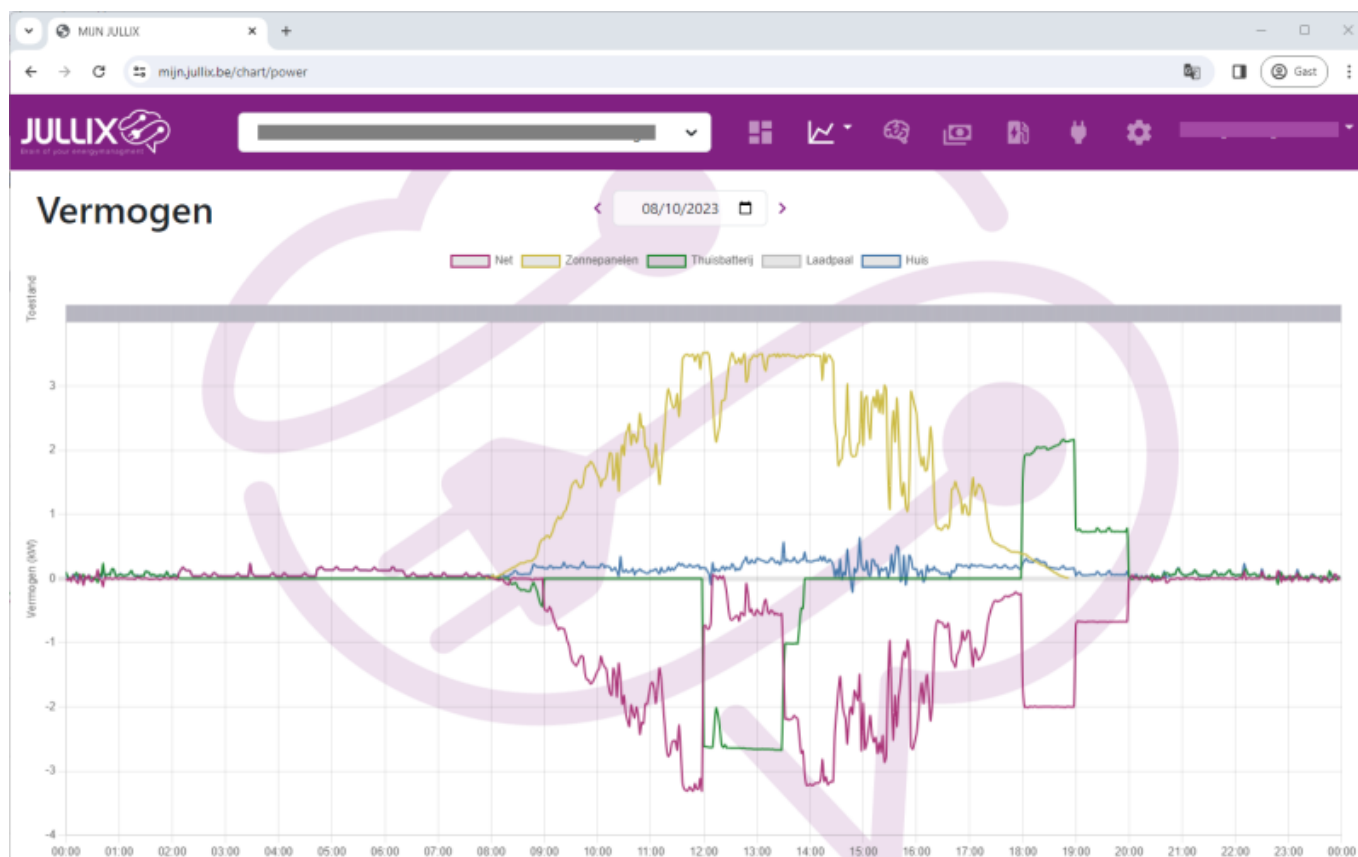 MIJN JULLIX
mijn.jullix.be/chart/power
Gast
JULLIX
Brain of your energymanagment
Vermogen
08/10/2023
Net Zonnepanelen Thuisbatterij Laadpaal Huis
Toestand
Vermogen (kW)
3
2
1
0
-1
-2
-3
-4
00:00 01:00 02:00 03:00 04:00 05:00 06:00 07:00 08:00 09:00 10:00 11:00 12:00 13:00 14:00 15:00 16:00 17:00 18:00 19:00 20:00 21:00 22:00 23:00 00:00